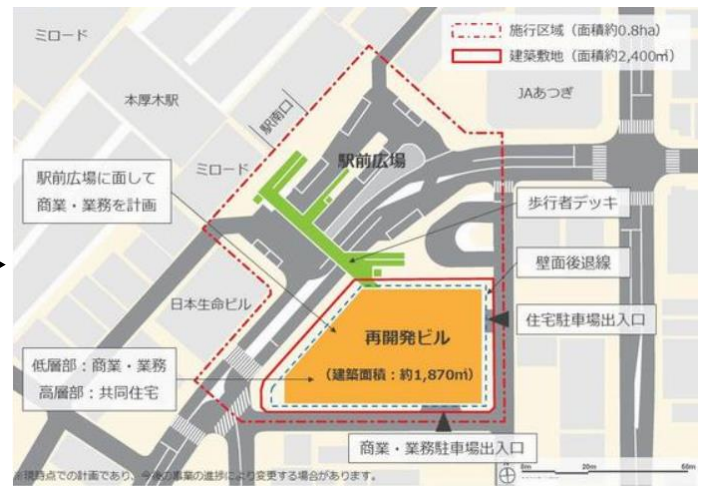 ミロード
施行区域（面積約0.8ha）
建築敷地（面積約2,400㎡）
本厚木駅
駅南口
JAあつぎ
ミロード
駅前広場
駅前広場に面して
商業・業務を計画
歩行者デッキ
壁面後退線
日本生命ビル
住宅駐車場出入口
再開発ビル
（建築面積：約1,870㎡）
低層部：商業・業務
高層部：共同住宅
商業・業務駐車場出入口
※現時点での計画であり、今後の事業の進捗により変更する場合があります。
0m 20m 60m